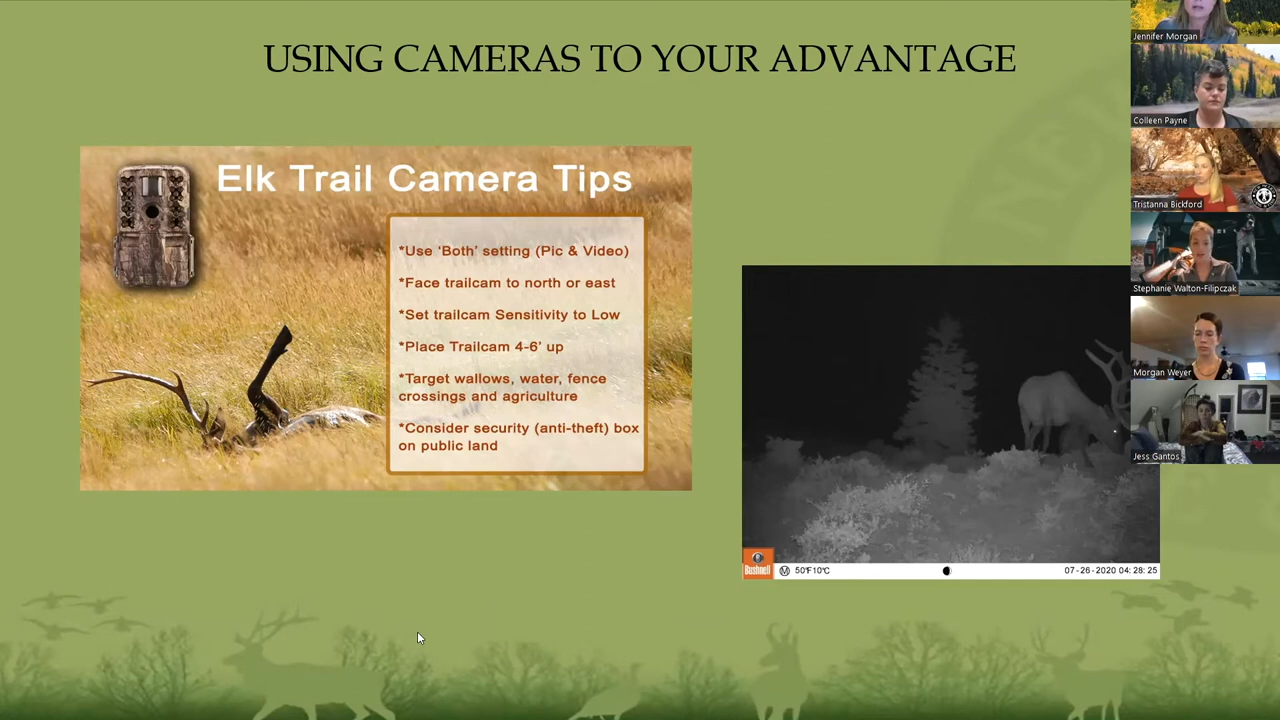 USING CAMERAS TO YOUR ADVANTAGE
Elk Trail Camera Tips
*Use ‘Both’ setting (Pic & Video)
*Face trailcam to north or east
*Set trailcam Sensitivity to Low
*Place Trailcam 4-6’ up
*Target wallows, water, fence
crossings and agriculture
*Consider security (anti-theft) box
on public land
Bushnell
M 50°F10°C
07-26-2020 04:28:25
Jennifer Morgan
Colleen Payne
Tristanna Bickford
Stephanie Walton-Filipczak
Morgan Weyer
Jess Gantos